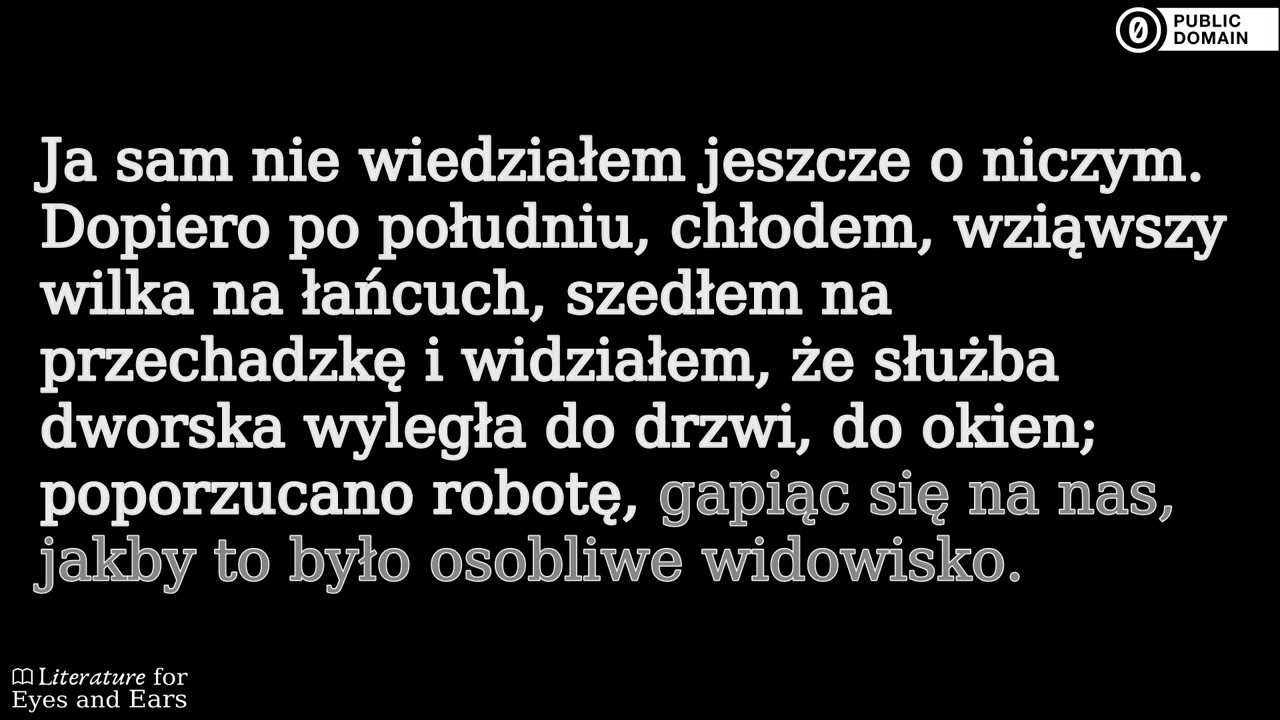 PUBLIC
DOMAIN
Ja sam nie wiedziałem jeszcze o niczym.
Dopiero po południu, chłodem, wziąwszy
wilka na łańcuch, szedłem na
przechadzkę i widziałem, że służba
dworska wyległa do drzwi, do okien;
poporzucano robotę, gapiąc się na nas,
jakby to było osobliwe widowisko.
Literature for
Eyes and Ears